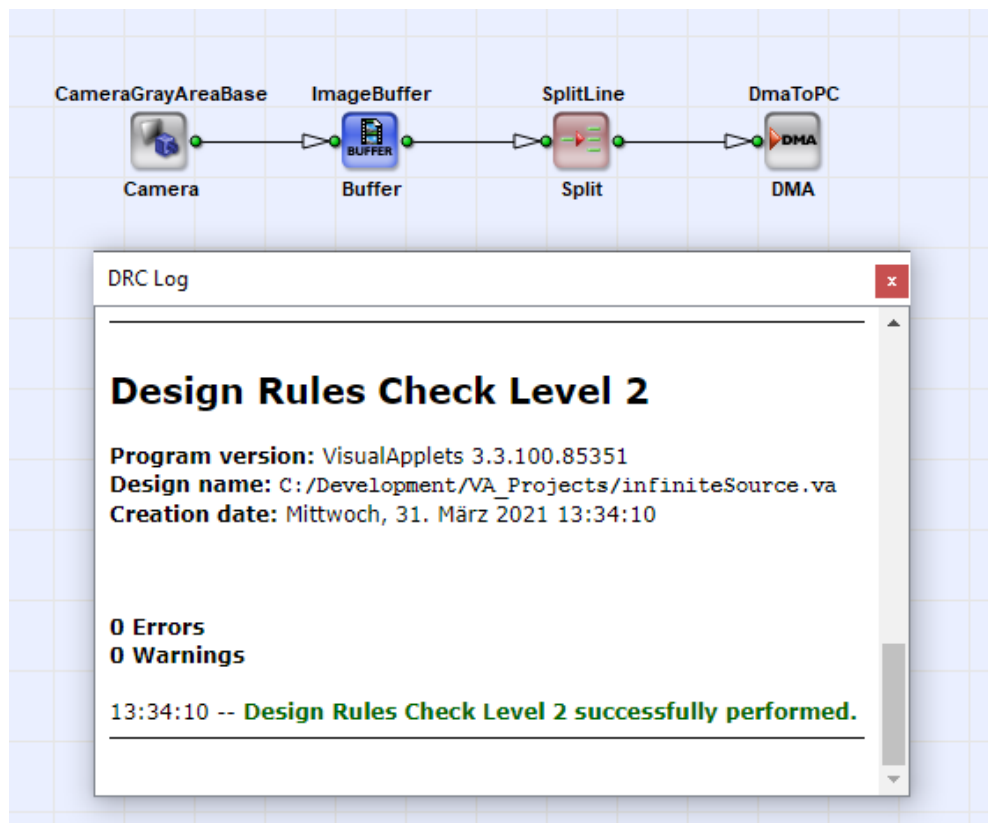 CameraGrayAreaBase ImageBuffer SplitLine DmaToPC
BUFFER DMA
Camera Buffer Split DMA
DRC Log x
Design Rules Check Level 2
Program version: VisualApplets 3.3.100.85351
Design name: C:/Development/VA_Projects/infiniteSource.va
Creation date: Mittwoch, 31. März 2021 13:34:10
0 Errors
0 Warnings
13:34:10 -- Design Rules Check Level 2 successfully performed.